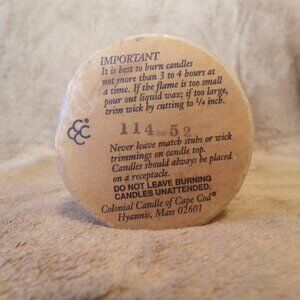 IMPORTANT
It is best to burn candles
not more than 3 to 4 hours at
a time. If the flame is too small
pour out liquid wax; if too large,
trim wick by cutting to ¼ inch.
114 52
Never leave match stubs or wick
trimmings on candle top.
Candles should always be placed
on a receptacle.
DO NOT LEAVE BURNING
CANDLES UNATTENDED.
Colonial Candle of Cape Cod®
Hyannis, Mass 02601